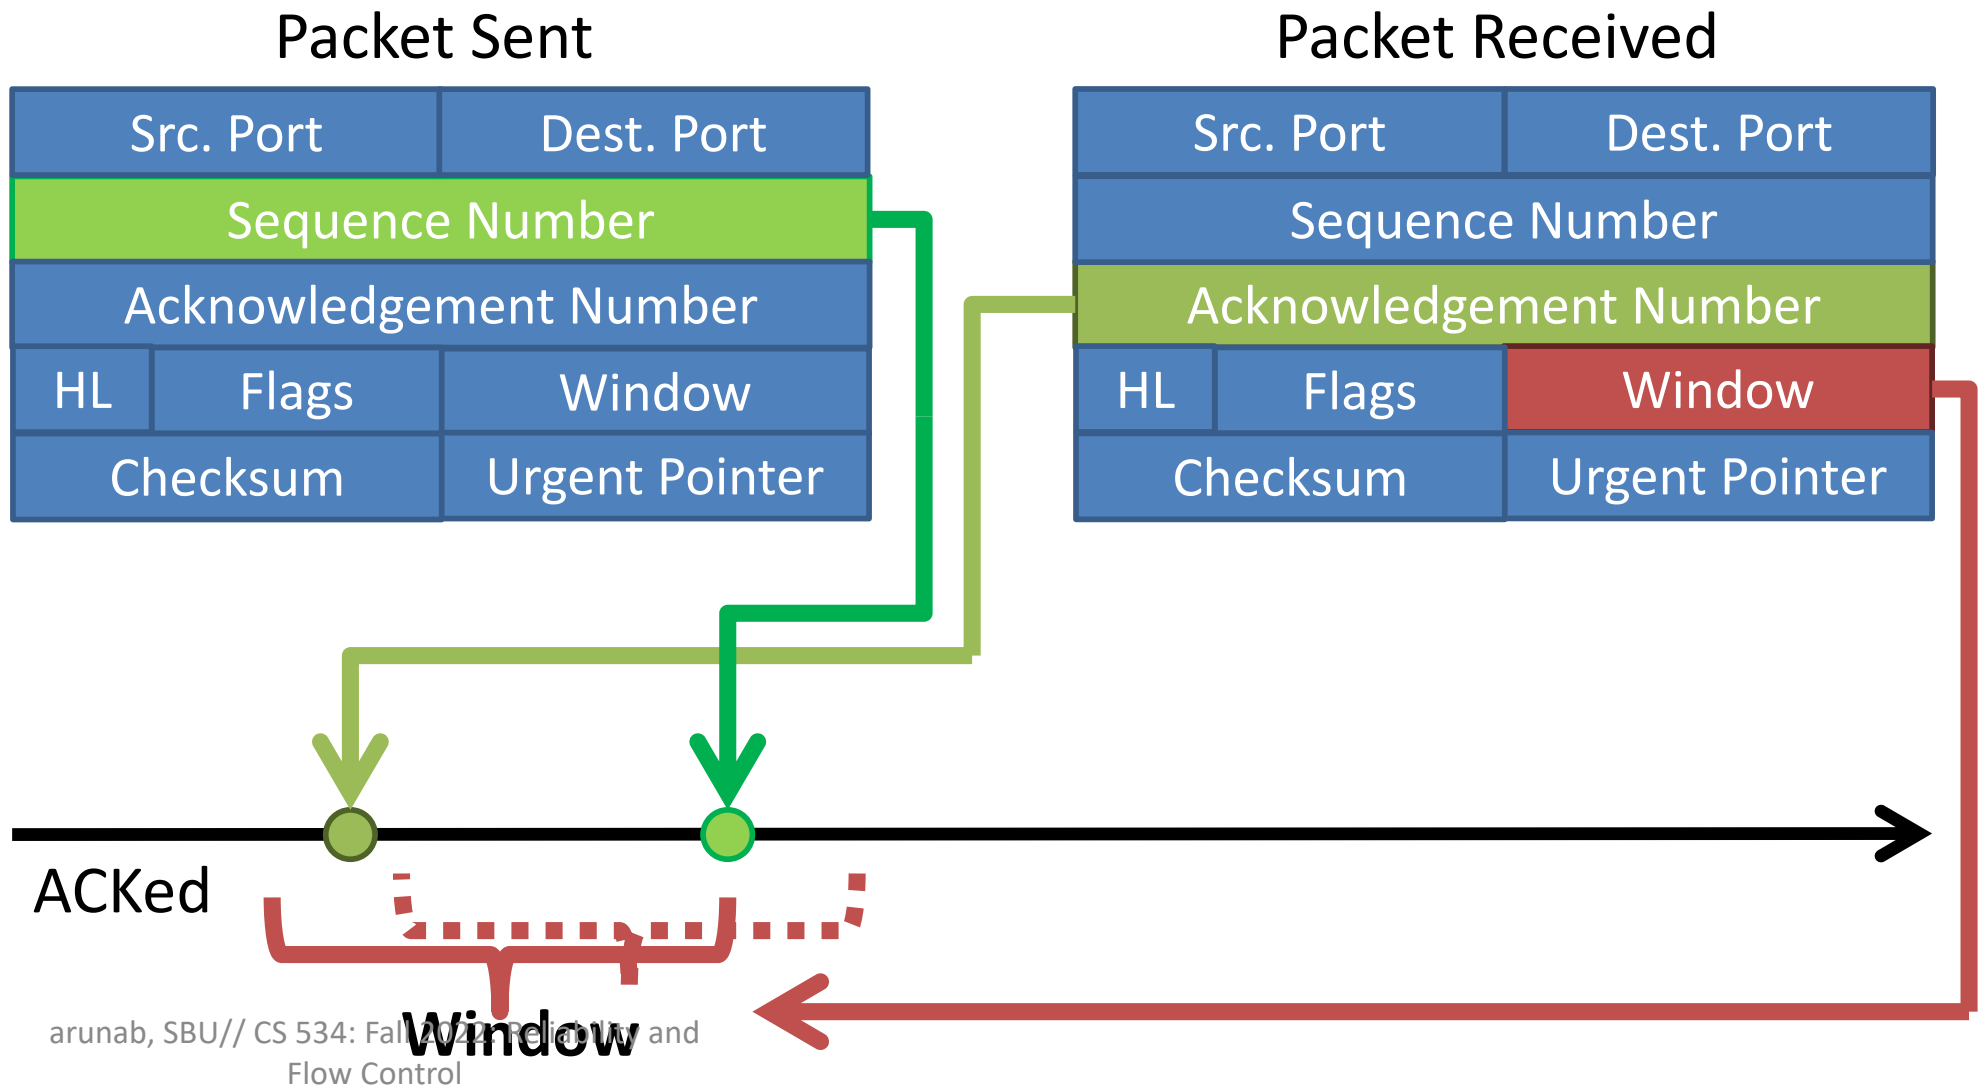 Packet Sent
Packet Received
Src. Port Dest. Port
Sequence Number
Acknowledgement Number
HL Flags Window
Checksum Urgent Pointer
Src. Port Dest. Port
Sequence Number
Acknowledgement Number
HL Flags Window
Checksum Urgent Pointer
ACKed
Window
arunab, SBU// CS 534: Fall 2022: Reliability and
Flow Control